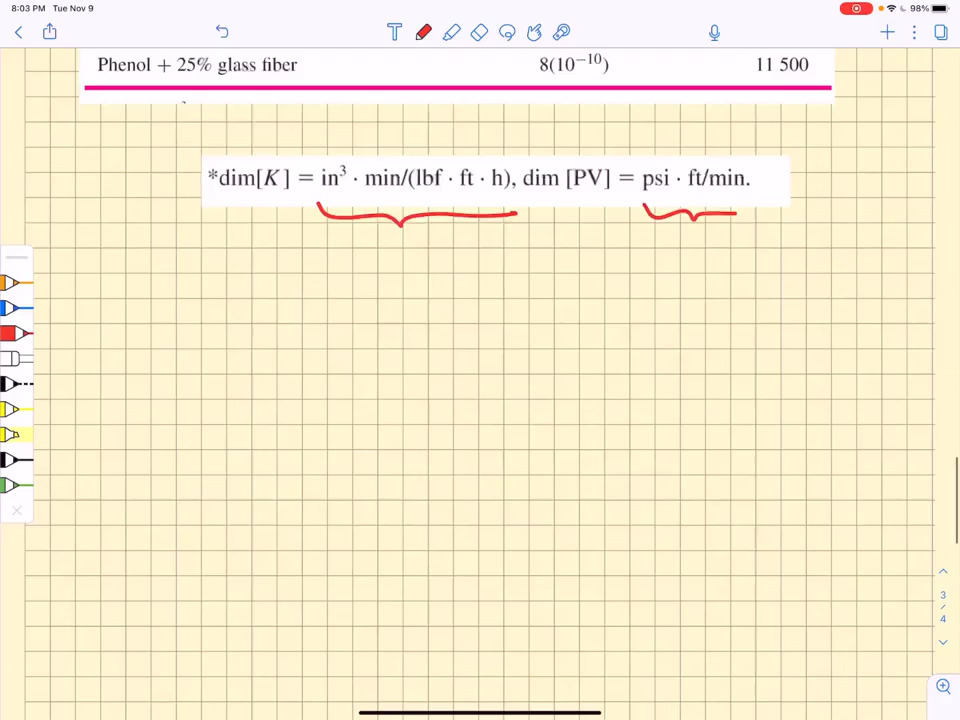 8:03 PM Tue Nov 9 98%
T
Phenol + 25% glass fiber 8(10⁻¹⁰) 11 500
*dim[K] = in³ · min/(lbf · ft · h), dim [PV] = psi · ft/min.
3
/
4